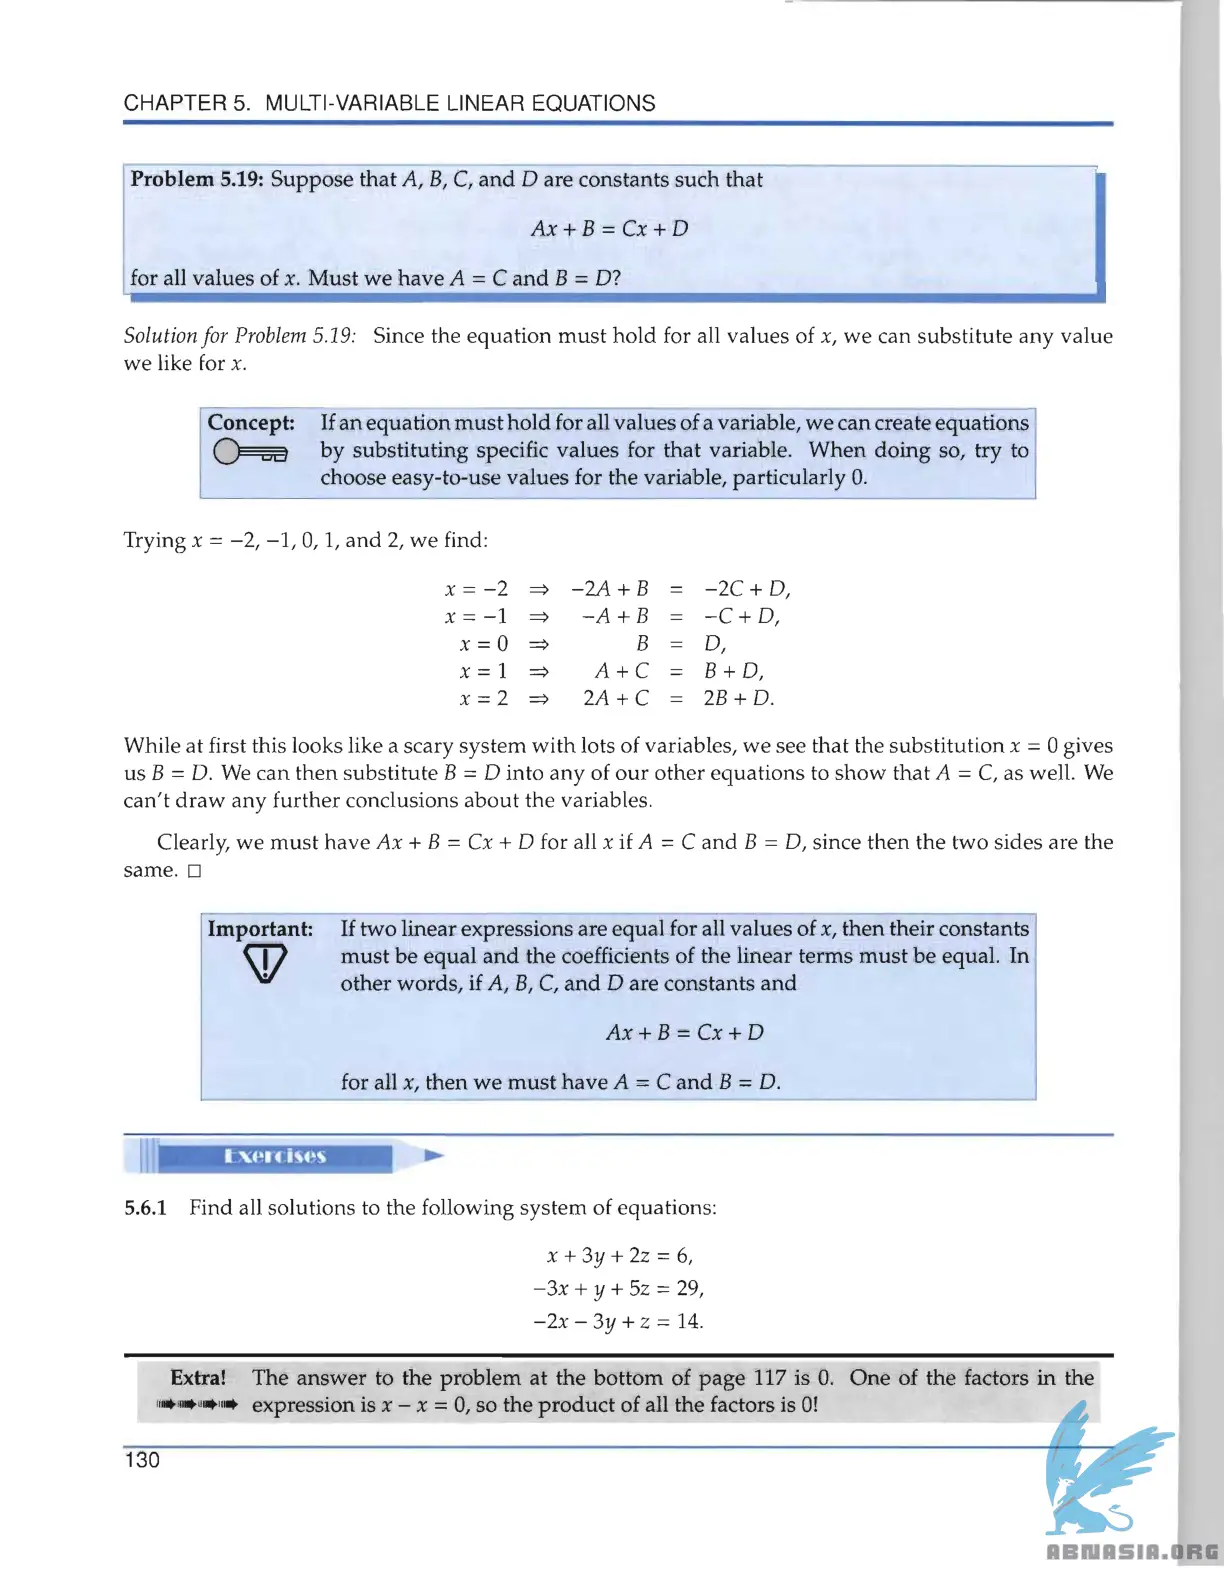 CHAPTER 5. MULTI-VARIABLE LINEAR EQUATIONS
Problem 5.19: Suppose that A, B, C, and D are constants such that
Ax + B = Cx + D
for all values of x. Must we have A = C and B = D?
Solution for Problem 5.19: Since the equation must hold for all values of x, we can substitute any value
we like for x.
Concept: If an equation must hold for all values of a variable, we can create equations
by substituting specific values for that variable. When doing so, try to
choose easy-to-use values for the variable, particularly 0.
Trying x = −2, −1, 0, 1, and 2, we find:
x = −2 ⇒ −2A + B = −2C + D,
x = −1 ⇒ −A + B = −C + D,
x = 0 ⇒ B = D,
x = 1 ⇒ A + C = B + D,
x = 2 ⇒ 2A + C = 2B + D.
While at first this looks like a scary system with lots of variables, we see that the substitution x = 0 gives
us B = D. We can then substitute B = D into any of our other equations to show that A = C, as well. We
can't draw any further conclusions about the variables.
Clearly, we must have Ax + B = Cx + D for all x if A = C and B = D, since then the two sides are the
same. □
Important: If two linear expressions are equal for all values of x, then their constants
must be equal and the coefficients of the linear terms must be equal. In
other words, if A, B, C, and D are constants and
Ax + B = Cx + D
for all x, then we must have A = C and B = D.
Exercises
5.6.1 Find all solutions to the following system of equations:
x + 3y + 2z = 6,
−3x + y + 5z = 29,
−2x − 3y + z = 14.
Extra! The answer to the problem at the bottom of page 117 is 0. One of the factors in the
expression is x − x = 0, so the product of all the factors is 0!
130
ABNASIA.ORG